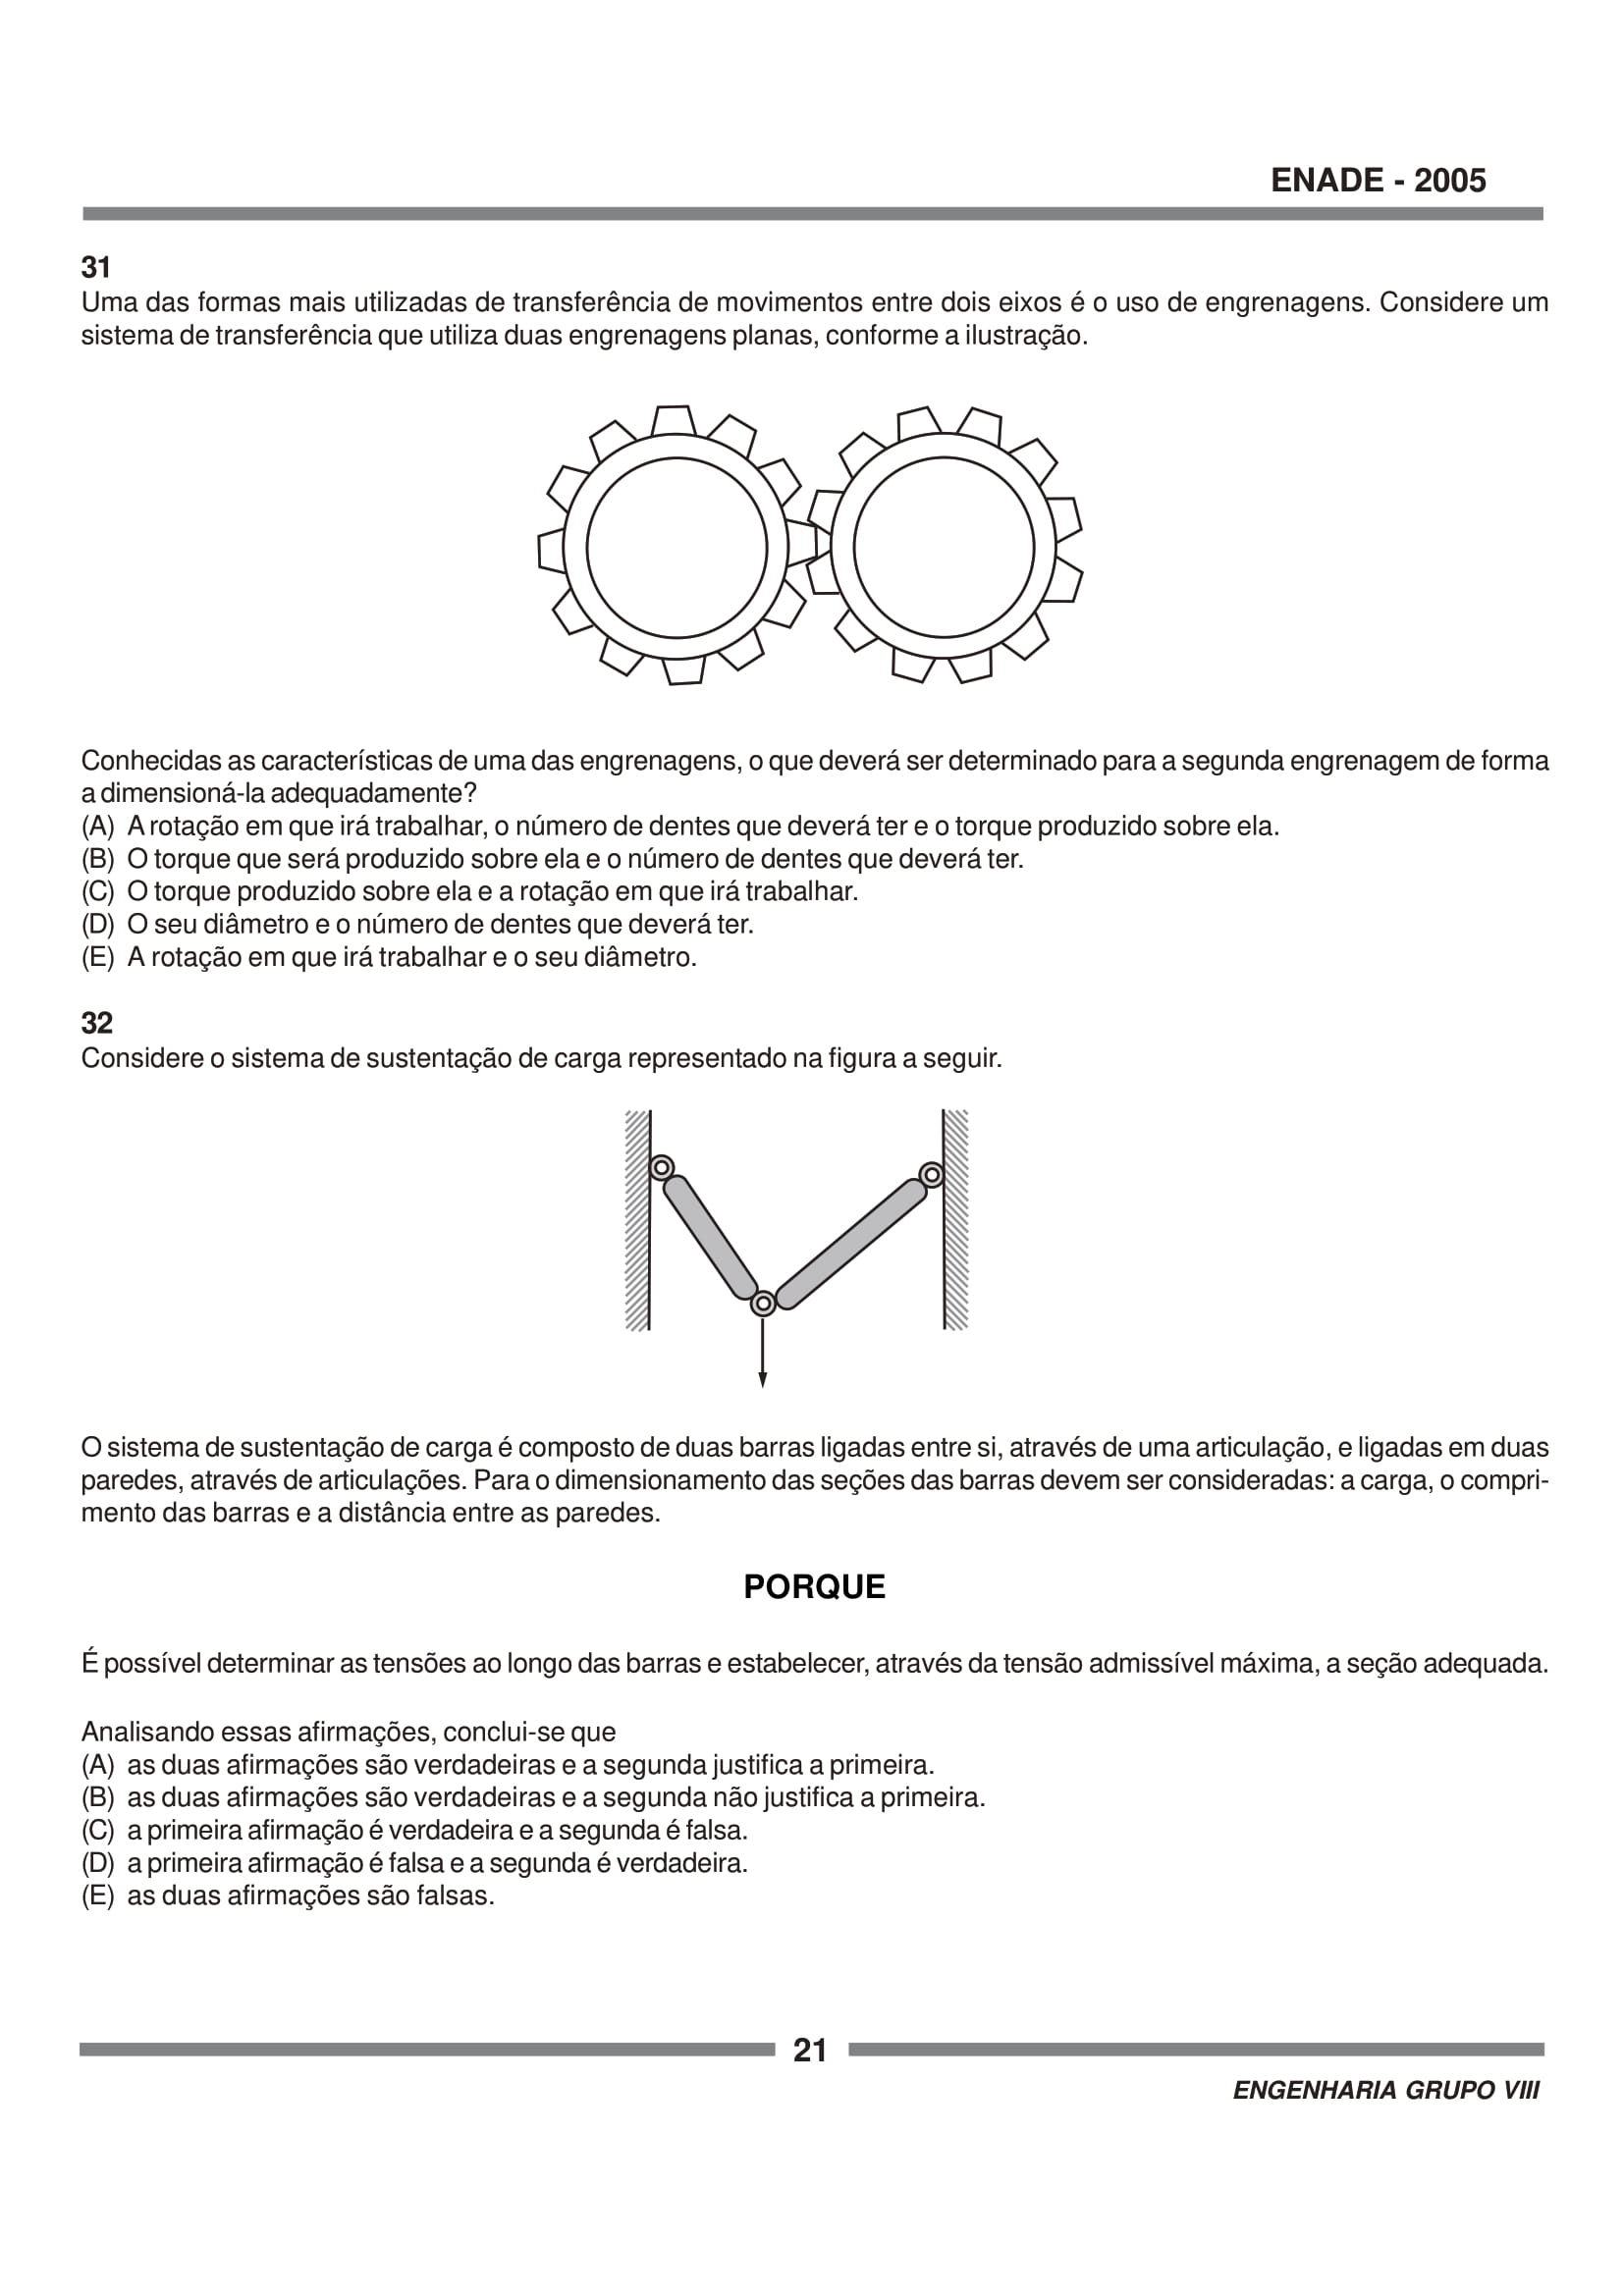 ENADE - 2005
31
Uma das formas mais utilizadas de transferência de movimentos entre dois eixos é o uso de engrenagens. Considere um
sistema de transferência que utiliza duas engrenagens planas, conforme a ilustração.
Conhecidas as características de uma das engrenagens, o que deverá ser determinado para a segunda engrenagem de forma
a dimensioná-la adequadamente?
(A) A rotação em que irá trabalhar, o número de dentes que deverá ter e o torque produzido sobre ela.
(B) O torque que será produzido sobre ela e o número de dentes que deverá ter.
(C) O torque produzido sobre ela e a rotação em que irá trabalhar.
(D) O seu diâmetro e o número de dentes que deverá ter.
(E) A rotação em que irá trabalhar e o seu diâmetro.
32
Considere o sistema de sustentação de carga representado na figura a seguir.
O sistema de sustentação de carga é composto de duas barras ligadas entre si, através de uma articulação, e ligadas em duas
paredes, através de articulações. Para o dimensionamento das seções das barras devem ser consideradas: a carga, o compri-
mento das barras e a distância entre as paredes.
PORQUE
É possível determinar as tensões ao longo das barras e estabelecer, através da tensão admissível máxima, a seção adequada.
Analisando essas afirmações, conclui-se que
(A) as duas afirmações são verdadeiras e a segunda justifica a primeira.
(B) as duas afirmações são verdadeiras e a segunda não justifica a primeira.
(C) a primeira afirmação é verdadeira e a segunda é falsa.
(D) a primeira afirmação é falsa e a segunda é verdadeira.
(E) as duas afirmações são falsas.
21
ENGENHARIA GRUPO VIII